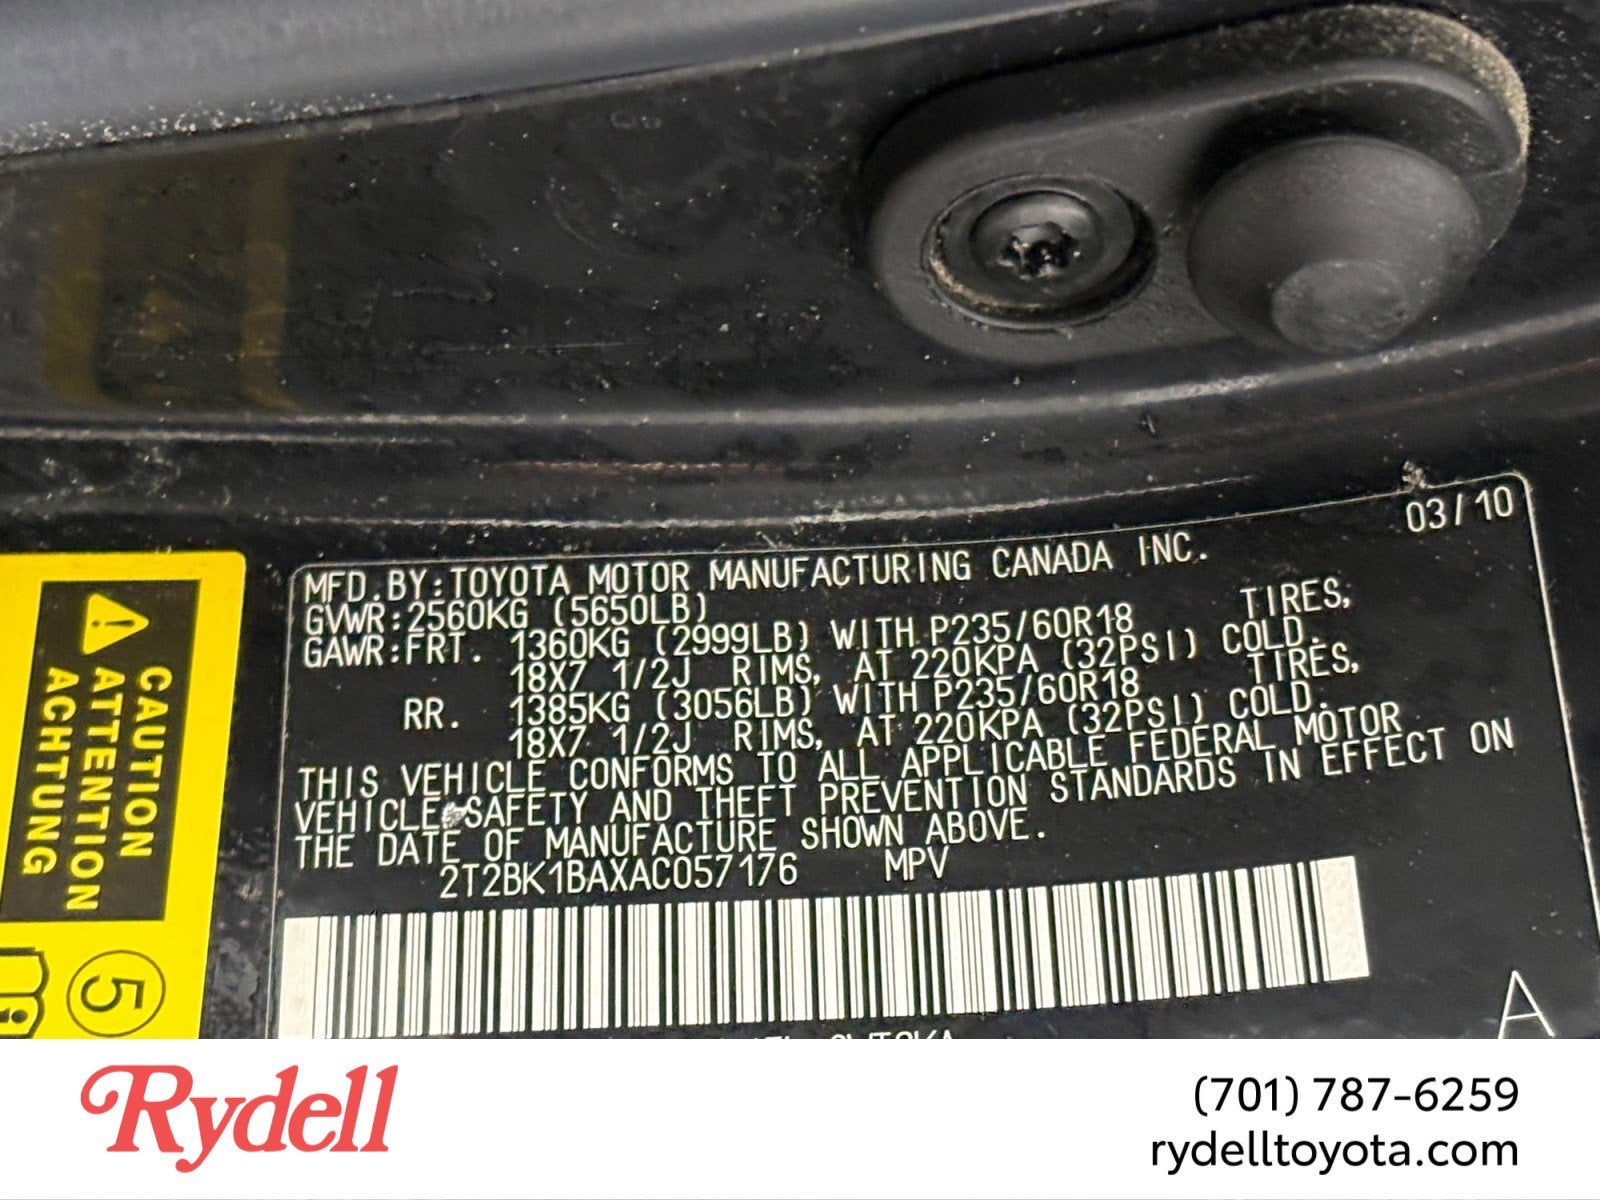 03/10
MFD.BY:TOYOTA MOTOR MANUFACTURING CANADA INC.
GVWR:2560KG (5650LB)
GAWR:FRT. 1360KG (2999LB) WITH P235/60R18 TIRES,
18X7 1/2J RIMS, AT 220KPA (32PSI) COLD.
RR. 1385KG (3056LB) WITH P235/60R18 TIRES,
18X7 1/2J RIMS, AT 220KPA (32PSI) COLD.
THIS VEHICLE CONFORMS TO ALL APPLICABLE FEDERAL MOTOR
VEHICLE SAFETY AND THEFT PREVENTION STANDARDS IN EFFECT ON
THE DATE OF MANUFACTURE SHOWN ABOVE.
2T2BK1BAXAC057176 MPV
A
CAUTION
ATTENTION
ACHTUNG
5
Rydell
(701) 787-6259
rydelltoyota.com